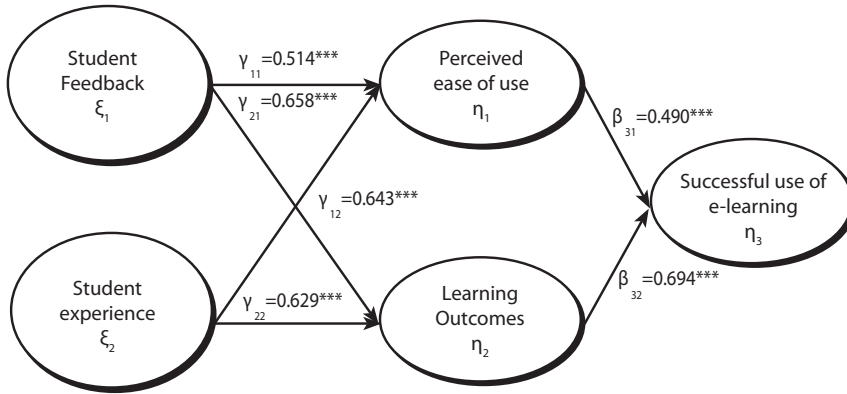 Student
Feedback
ξ1
γ11=0.514***
γ21=0.658***
Perceived
ease of use
η1
β31=0.490***
Successful use of
e-learning
η3
γ12=0.643***
Student
experience
ξ2
γ22=0.629***
Learning
Outcomes
η2
β32=0.694***